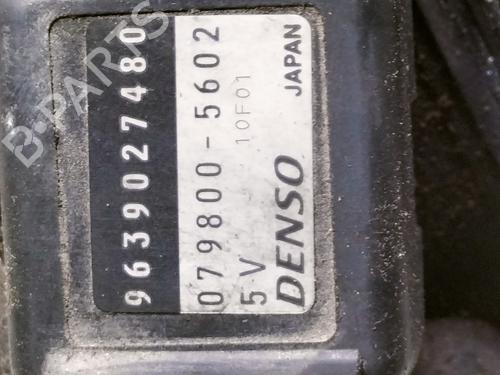 9639027480
079800-5602
5V 10F01
DENSO JAPAN
B-PARTS